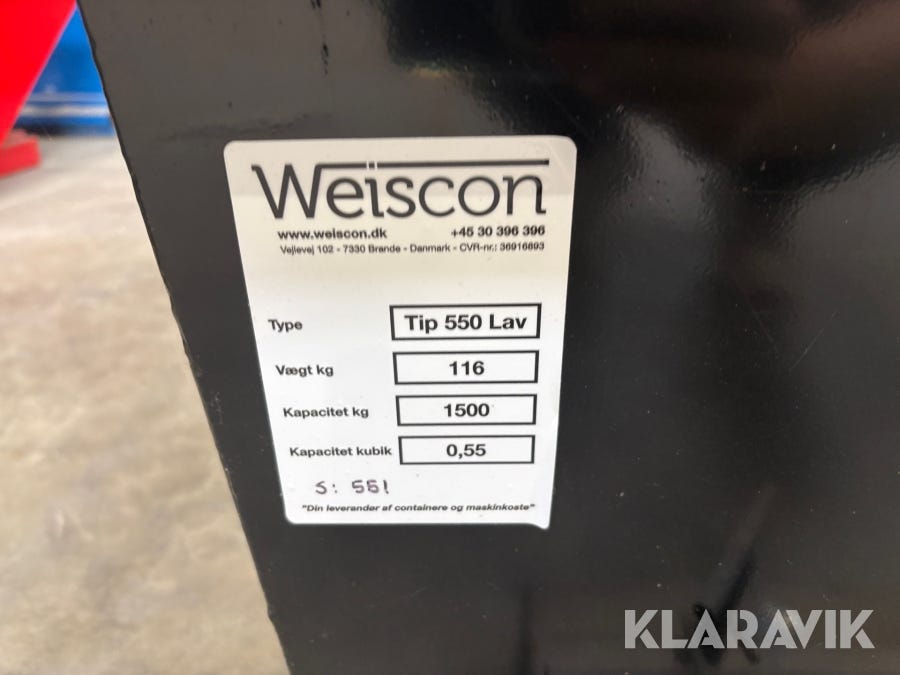 Weiscon
www.weiscon.dk +45 30 396 396
Vejlevej 102 - 7330 Brande - Danmark - CVR-nr.: 36916693
Type Tip 550 Lav
Vægt kg 116
Kapacitet kg 1500
Kapacitet kubik 0,55
S: 551
"Din leverandør af containere og maskinkoste"
KLARAVIK